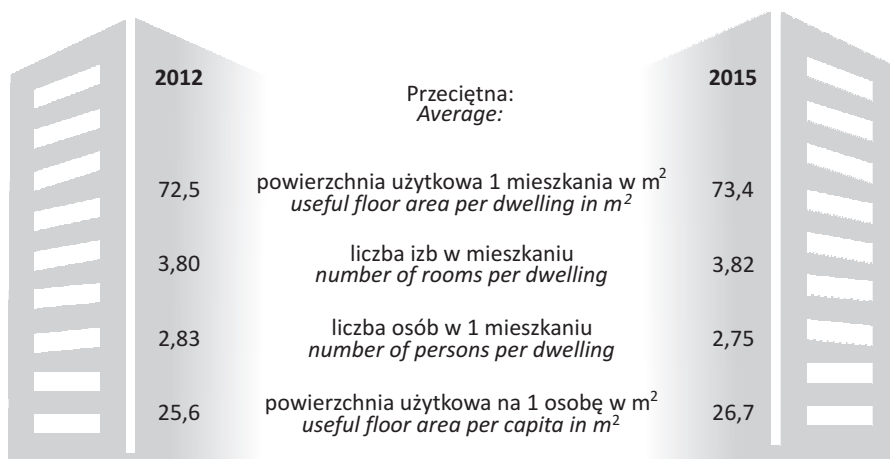 2012
Przeciętna:
Average:
2015
72,5
powierzchnia użytkowa 1 mieszkania w m²
useful floor area per dwelling in m²
73,4
3,80
liczba izb w mieszkaniu
number of rooms per dwelling
3,82
2,83
liczba osób w 1 mieszkaniu
number of persons per dwelling
2,75
25,6
powierzchnia użytkowa na 1 osobę w m²
useful floor area per capita in m²
26,7